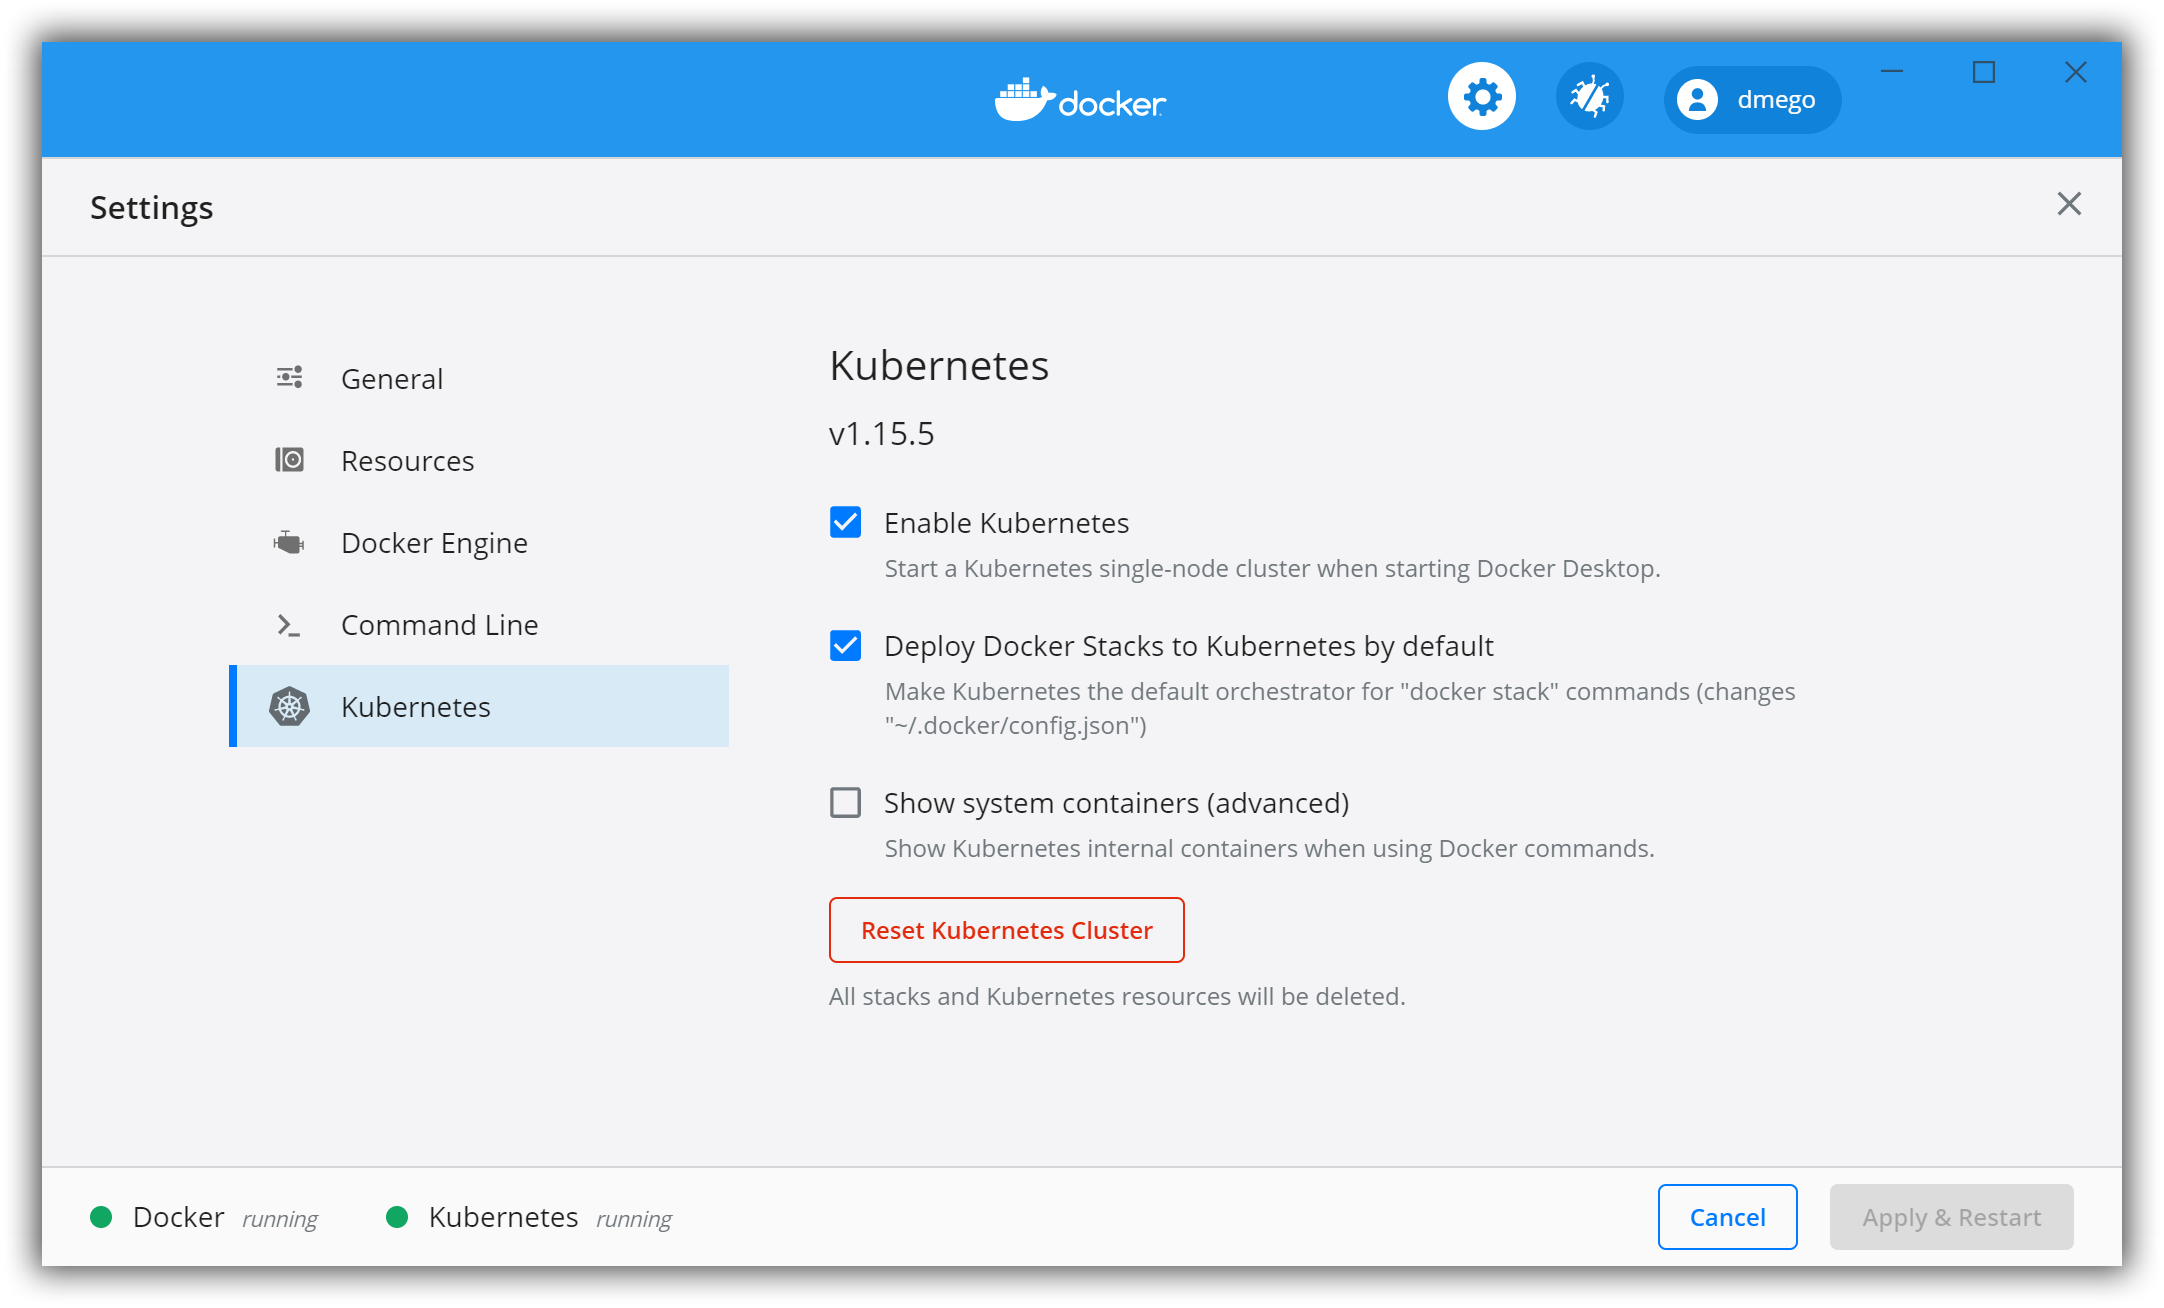 docker
dmego
Settings
General
Resources
Docker Engine
Command Line
Kubernetes
Kubernetes
v1.15.5
Enable Kubernetes
Start a Kubernetes single-node cluster when starting Docker Desktop.
Deploy Docker Stacks to Kubernetes by default
Make Kubernetes the default orchestrator for "docker stack" commands (changes
"~/.docker/config.json")
Show system containers (advanced)
Show Kubernetes internal containers when using Docker commands.
Reset Kubernetes Cluster
All stacks and Kubernetes resources will be deleted.
Docker running Kubernetes running
Cancel Apply & Restart